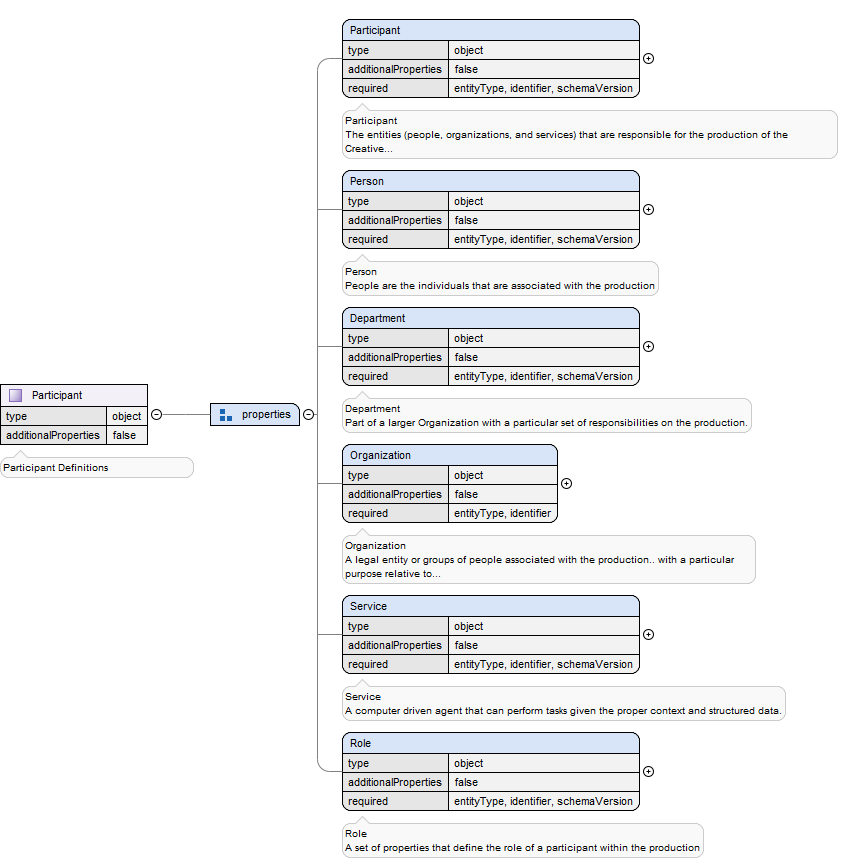 Participant
type object
additionalProperties false
required entityType, identifier, schemaVersion
Participant
The entities (people, organizations, and services) that are responsible for the production of the
Creative...
Person
type object
additionalProperties false
required entityType, identifier, schemaVersion
Person
People are the individuals that are associated with the production
Department
type object
additionalProperties false
required entityType, identifier, schemaVersion
Department
Part of a larger Organization with a particular set of responsibilities on the production.
Participant
type object
additionalProperties false
Participant Definitions
properties
Organization
type object
additionalProperties false
required entityType, identifier
Organization
A legal entity or groups of people associated with the production.. with a particular
purpose relative to...
Service
type object
additionalProperties false
required entityType, identifier, schemaVersion
Service
A computer driven agent that can perform tasks given the proper context and structured data.
Role
type object
additionalProperties false
required entityType, identifier, schemaVersion
Role
A set of properties that define the role of a participant within the production